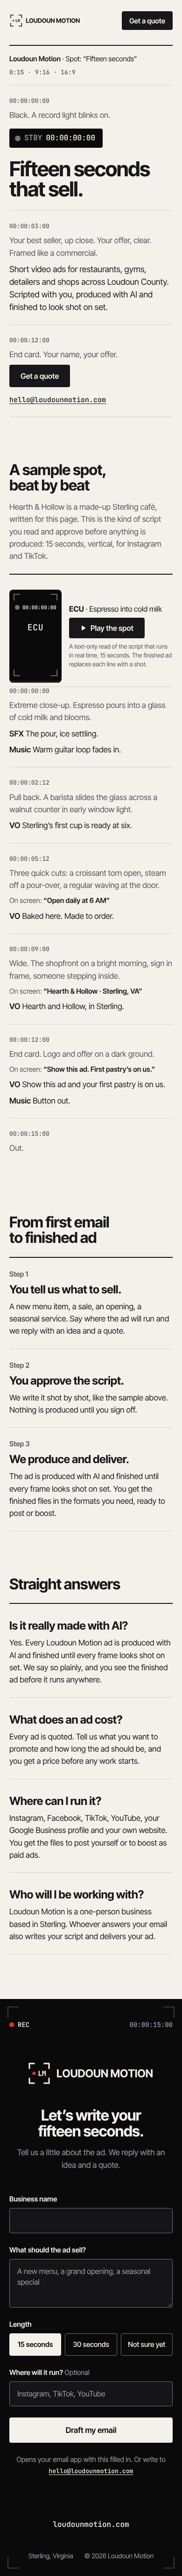 LM LOUDOUN MOTION
Get a quote
Loudoun Motion · Spot: “Fifteen seconds”
0:15 · 9:16 · 16:9
00:00:00:00
Black. A record light blinks on.
STBY 00:00:00:00
Fifteen seconds
that sell.
00:00:03:00
Your best seller, up close. Your offer, clear.
Framed like a commercial.
Short video ads for restaurants, gyms,
detailers and shops across Loudoun County.
Scripted with you, produced with AI and
finished to look shot on set.
00:00:12:00
End card. Your name, your offer.
Get a quote
hello@loudounmotion.com
A sample spot,
beat by beat
Hearth & Hollow is a made-up Sterling café,
written for this page. This is the kind of script
you read and approve before anything is
produced: 15 seconds, vertical, for Instagram
and TikTok.
00:00:00:00
ECU
ECU · Espresso into cold milk
Play the spot
A text-only read of the script that runs
in real time, 15 seconds. The finished ad
replaces each line with a shot.
00:00:00:00
Extreme close-up. Espresso pours into a glass
of cold milk and blooms.
SFX The pour, ice settling.
Music Warm guitar loop fades in.
00:00:02:12
Pull back. A barista slides the glass across a
walnut counter in early window light.
VO Sterling’s first cup is ready at six.
00:00:05:12
Three quick cuts: a croissant torn open, steam
off a pour-over, a regular waving at the door.
On screen: “Open daily at 6 AM”
VO Baked here. Made to order.
00:00:09:00
Wide. The shopfront on a bright morning, sign in
frame, someone stepping inside.
On screen: “Hearth & Hollow · Sterling, VA”
VO Hearth and Hollow, in Sterling.
00:00:12:00
End card. Logo and offer on a dark ground.
On screen: “Show this ad. First pastry’s on us.”
VO Show this ad and your first pastry is on us.
Music Button out.
00:00:15:00
Out.
From first email
to finished ad
Step 1
You tell us what to sell.
A new menu item, a sale, an opening, a
seasonal service. Say where the ad will run and
we reply with an idea and a quote.
Step 2
You approve the script.
We write it shot by shot, like the sample above.
Nothing is produced until you sign off.
Step 3
We produce and deliver.
The ad is produced with AI and finished until
every frame looks shot on set. You get the
finished files in the formats you need, ready to
post or boost.
Straight answers
Is it really made with AI?
Yes. Every Loudoun Motion ad is produced with
AI and finished until every frame looks shot on
set. We say so plainly, and you see the finished
ad before it runs anywhere.
What does an ad cost?
Every ad is quoted. Tell us what you want to
promote and how long the ad should be, and
you get a price before any work starts.
Where can I run it?
Instagram, Facebook, TikTok, YouTube, your
Google Business profile and your own website.
You get the files to post yourself or to boost as
paid ads.
Who will I be working with?
Loudoun Motion is a one-person business
based in Sterling. Whoever answers your email
also writes your script and delivers your ad.
REC
00:00:15:00
LM LOUDOUN MOTION
Let’s write your
fifteen seconds.
Tell us a little about the ad. We reply with an
idea and a quote.
Business name
What should the ad sell?
A new menu, a grand opening, a seasonal
special
Length
15 seconds
30 seconds
Not sure yet
Where will it run? Optional
Instagram, TikTok, YouTube
Draft my email
Opens your email app with this filled in. Or write to
hello@loudounmotion.com
loudounmotion.com
Sterling, Virginia
© 2026 Loudoun Motion